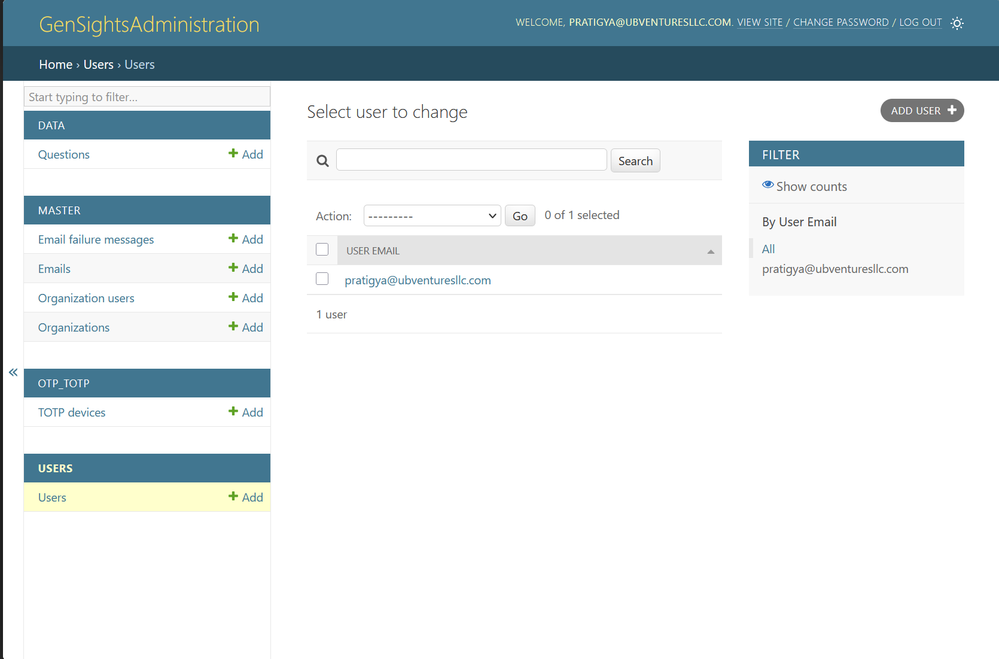 GenSightsAdministration
WELCOME, PRATIGYA@UBVENTURESLLC.COM. VIEW SITE / CHANGE PASSWORD / LOG OUT
Home › Users › Users
Start typing to filter...
DATA
Questions Add
MASTER
Email failure messages Add
Emails Add
Organization users Add
Organizations Add
«
OTP_TOTP
TOTP devices Add
USERS
Users Add
Select user to change
ADD USER
Search
Action: --------- Go 0 of 1 selected
USER EMAIL
pratigya@ubventuresllc.com
1 user
FILTER
Show counts
By User Email
All
pratigya@ubventuresllc.com